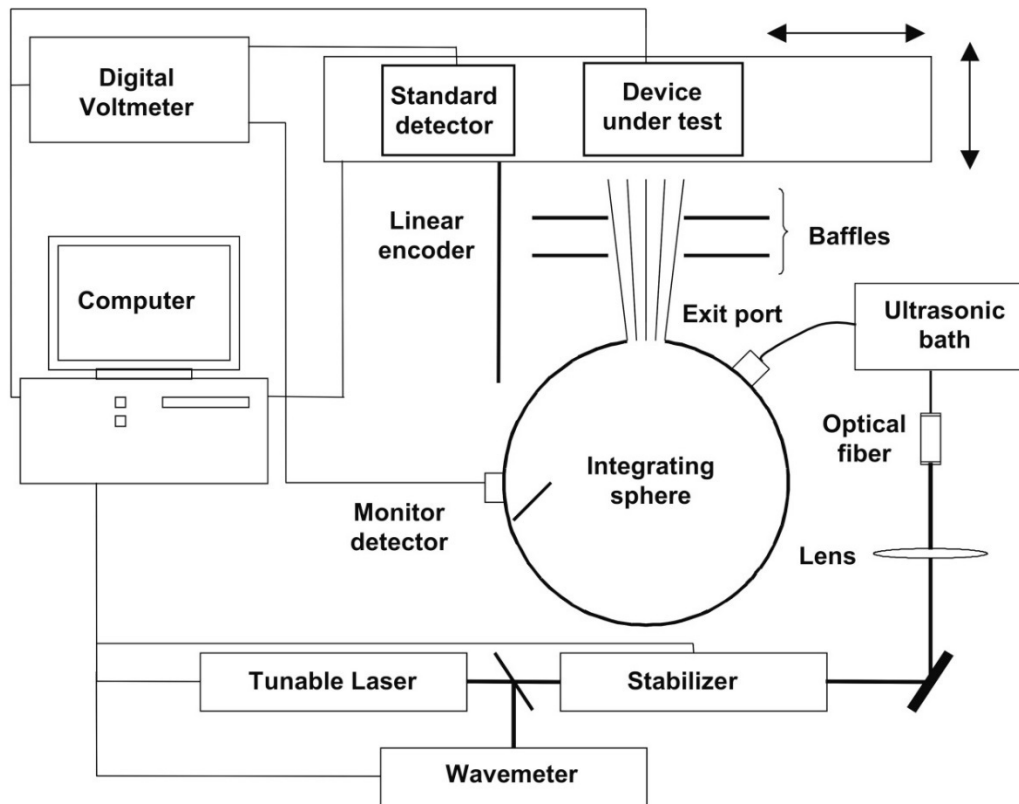 Digital
Voltmeter
Standard
detector
Device
under test
Linear
encoder
Baffles
Computer
Exit port
Ultrasonic
bath
Optical
fiber
Integrating
sphere
Monitor
detector
Lens
Tunable Laser
Stabilizer
Wavemeter